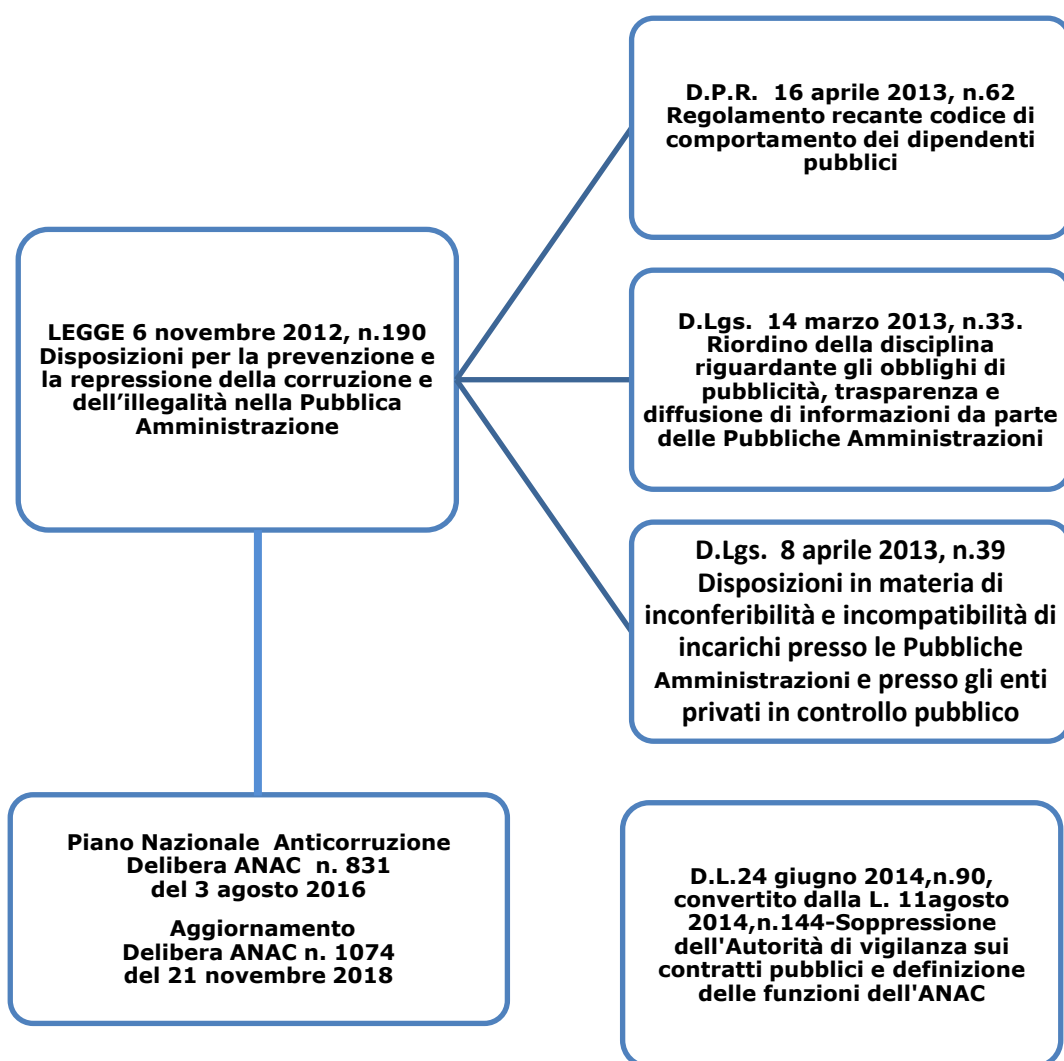 D.P.R. 16 aprile 2013, n.62
Regolamento recante codice di
comportamento dei dipendenti
pubblici
LEGGE 6 novembre 2012, n.190
Disposizioni per la prevenzione e
la repressione della corruzione e
dell’illegalità nella Pubblica
Amministrazione
D.Lgs. 14 marzo 2013, n.33.
Riordino della disciplina
riguardante gli obblighi di
pubblicità, trasparenza e
diffusione di informazioni da parte
delle Pubbliche Amministrazioni
D.Lgs. 8 aprile 2013, n.39
Disposizioni in materia di
inconferibilità e incompatibilità di
incarichi presso le Pubbliche
Amministrazioni e presso gli enti
privati in controllo pubblico
Piano Nazionale Anticorruzione
Delibera ANAC n. 831
del 3 agosto 2016
Aggiornamento
Delibera ANAC n. 1074
del 21 novembre 2018
D.L.24 giugno 2014,n.90,
convertito dalla L. 11agosto
2014,n.144-Soppressione
dell'Autorità di vigilanza sui
contratti pubblici e definizione
delle funzioni dell'ANAC